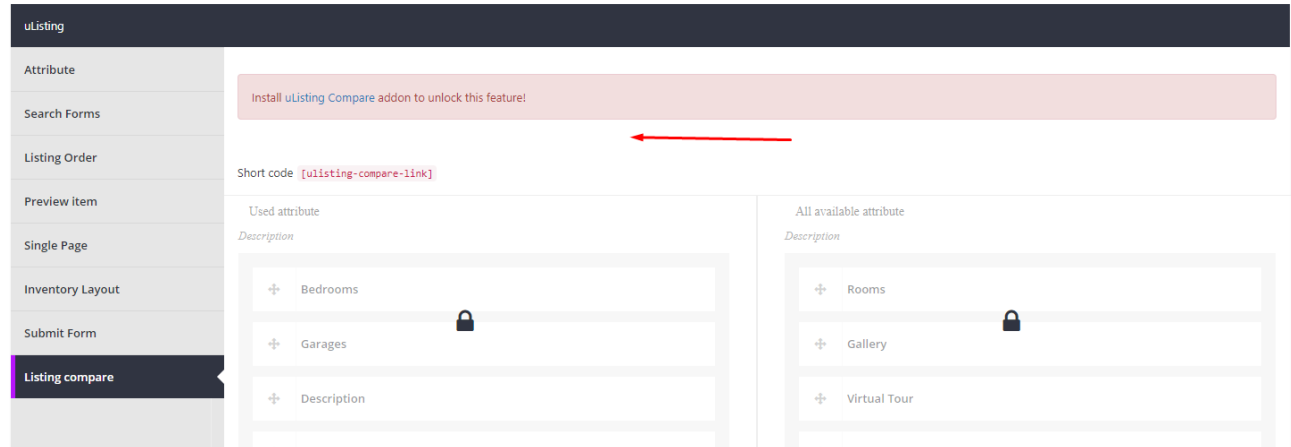 uListing
Attribute
Search Forms
Listing Order
Preview item
Single Page
Inventory Layout
Submit Form
Listing compare
Install uListing Compare addon to unlock this feature!
Short code [ulisting-compare-link]
Used attribute
Description
Bedrooms
Garages
Description
All available attribute
Description
Rooms
Gallery
Virtual Tour